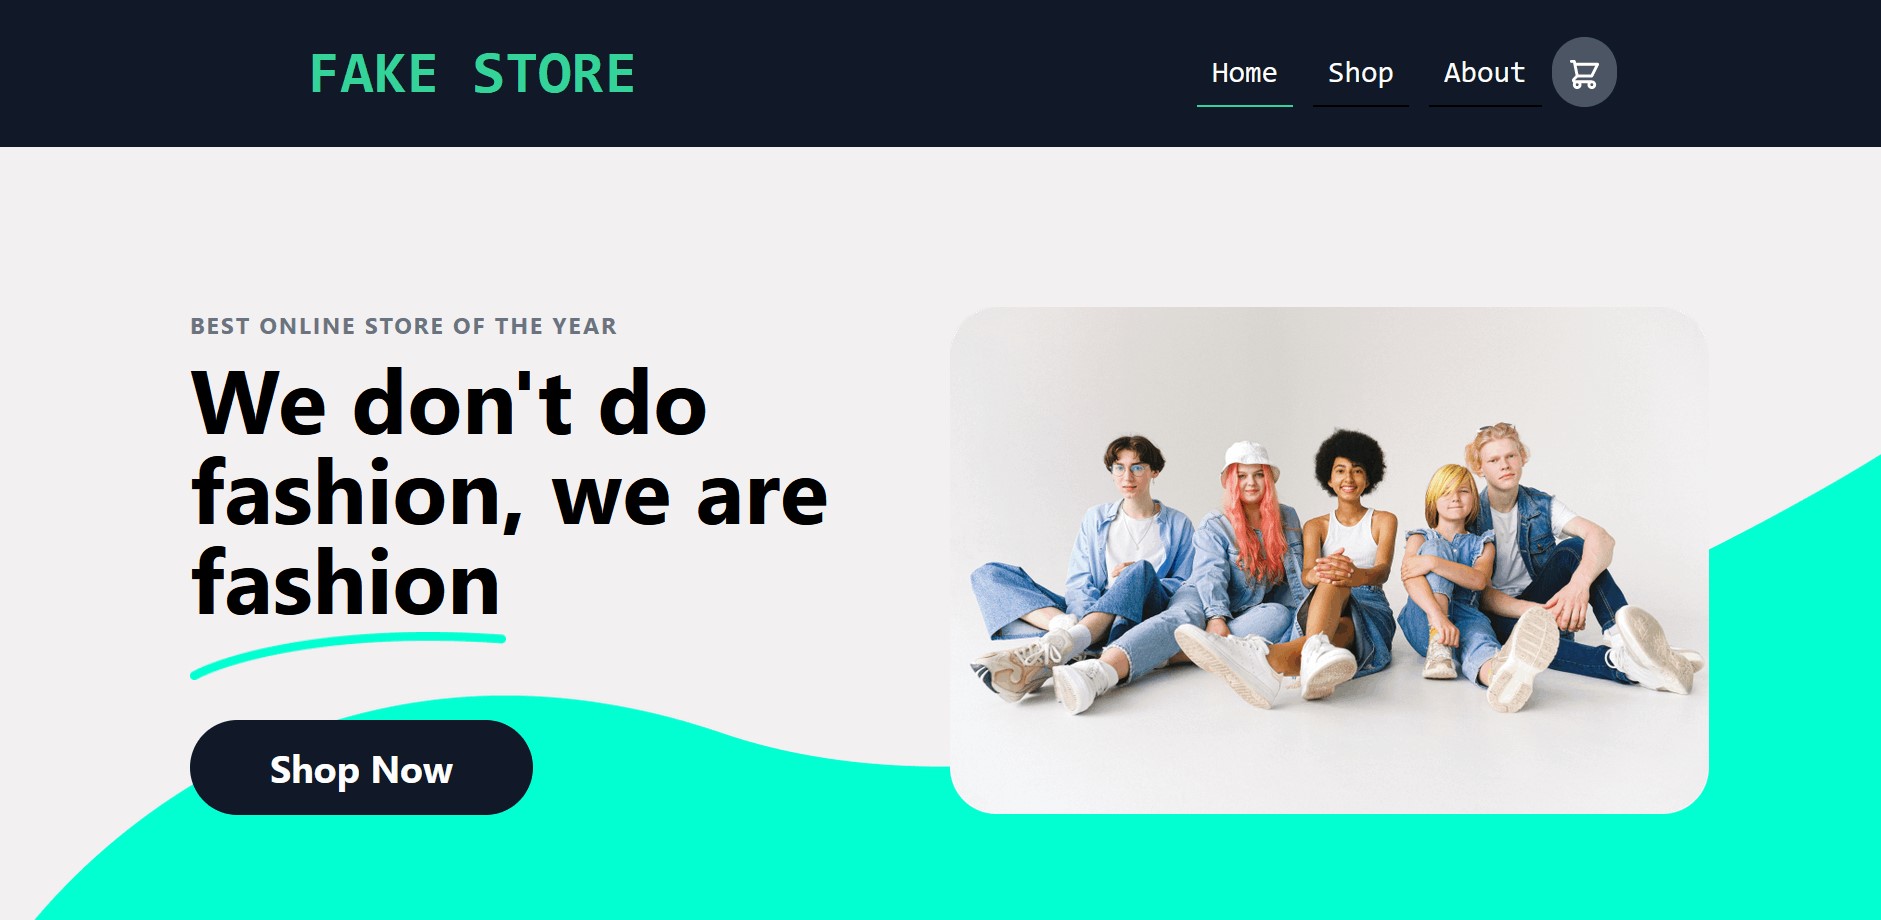 FAKE STORE
Home Shop About
BEST ONLINE STORE OF THE YEAR
We don't do
fashion, we are
fashion
Shop Now